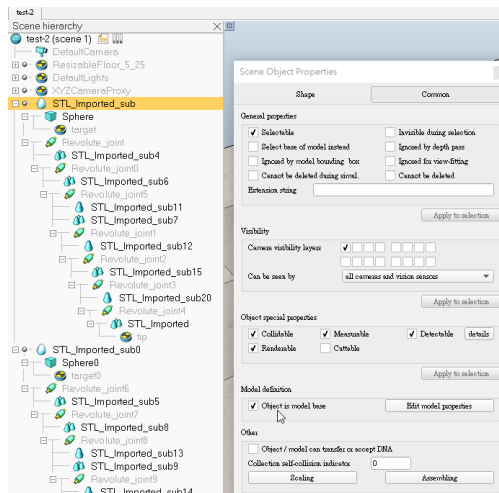 test-2
Scene hierarchy
test-2 (scene 1)
DefaultCamera
ResizableFloor_5_25
DefaultLights
XYZCameraProxy
STL_Imported_sub
Sphere
target
Revolute_joint
STL_Imported_sub4
Revolute_joint0
STL_Imported_sub6
Revolute_joint5
STL_Imported_sub11
STL_Imported_sub7
Revolute_joint1
STL_Imported_sub12
Revolute_joint2
STL_Imported_sub15
Revolute_joint3
STL_Imported_sub20
Revolute_joint4
STL_Imported
tip
STL_Imported_sub0
Sphere0
target0
Revolute_joint6
STL_Imported_sub5
Revolute_joint7
STL_Imported_sub8
Revolute_joint8
STL_Imported_sub13
STL_Imported_sub9
Revolute_joint9
STL_Imported_sub14
Scene Object Properties
Shape Common
General properties
Selectable Invisible during selection
Select base of model instead Ignored by depth pass
Ignored by model bounding box Ignored for view-fitting
Cannot be deleted during simul. Cannot be deleted
Extension string
Apply to selection
Visibility
Camera visibility layers
Can be seen by all cameras and vision sensors
Apply to selection
Object special properties
Collidable Measurable Detectable details
Renderable Cuttable
Apply to selection
Model definition
Object is model base Edit model properties
Other
Object / model can transfer or accept DNA
Collection self-collision indicator 0
Scaling Assembling